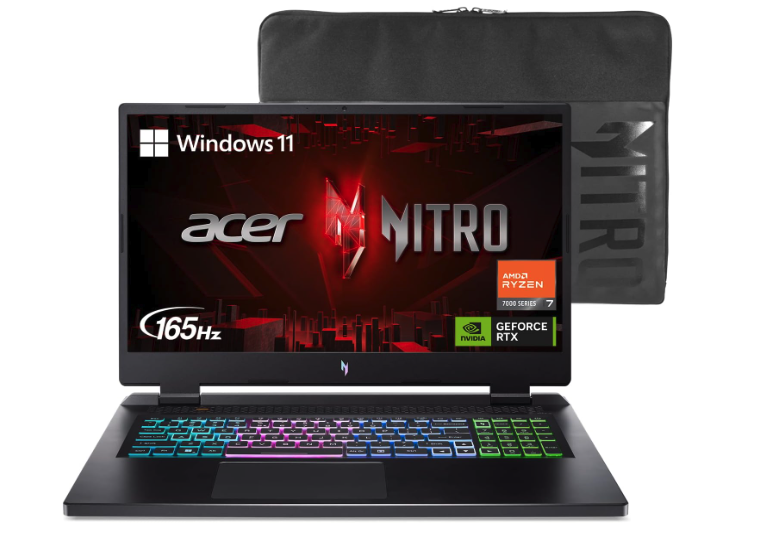 Windows 11
acer NITRO
AMD
RYZEN
7000 SERIES 7
165Hz
NVIDIA
GEFORCE
RTX
NITRO